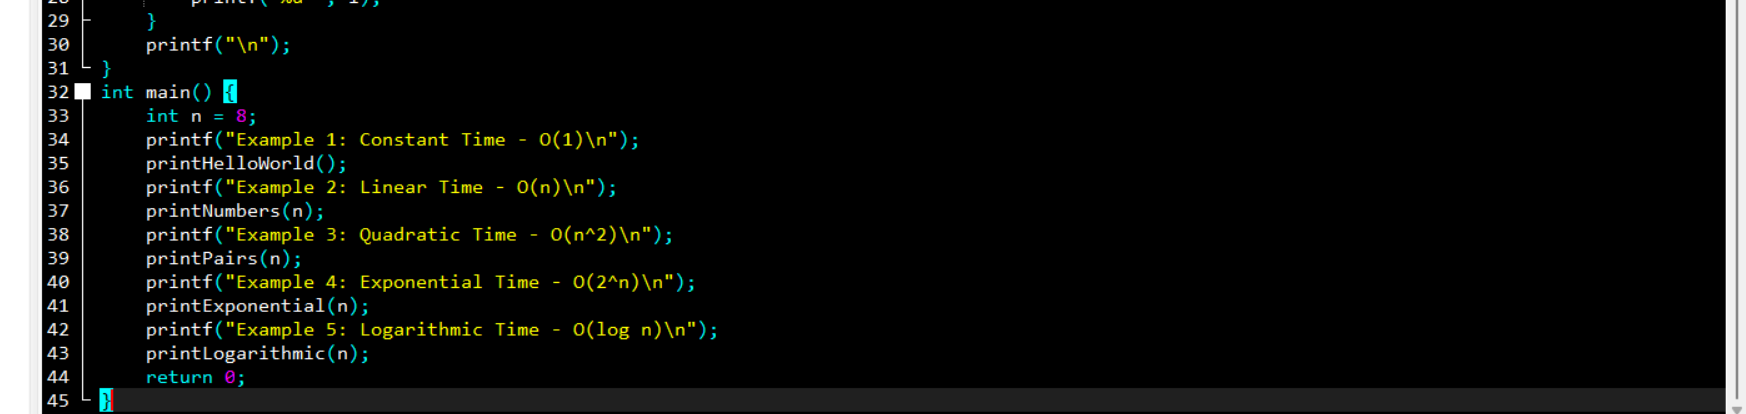 29 }
30 printf("\n");
31 }
32 int main() {
33 int n = 8;
34 printf("Example 1: Constant Time - O(1)\n");
35 printHelloWorld();
36 printf("Example 2: Linear Time - O(n)\n");
37 printNumbers(n);
38 printf("Example 3: Quadratic Time - O(n^2)\n");
39 printPairs(n);
40 printf("Example 4: Exponential Time - O(2^n)\n");
41 printExponential(n);
42 printf("Example 5: Logarithmic Time - O(log n)\n");
43 printLogarithmic(n);
44 return 0;
45 }